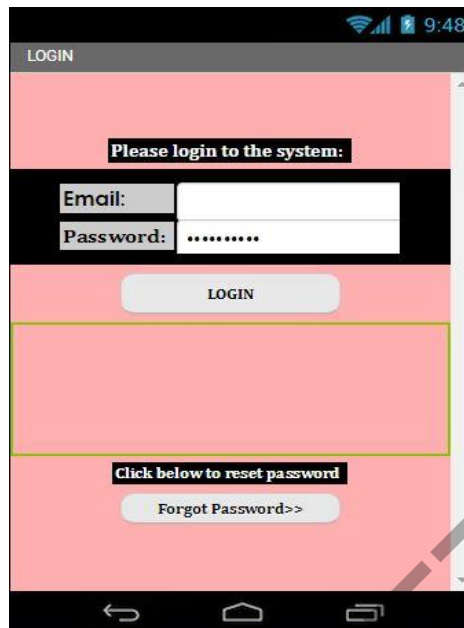 9:48
LOGIN
Please login to the system:
Email:
Password: ••••••••••
LOGIN
Click below to reset password
Forgot Password>>